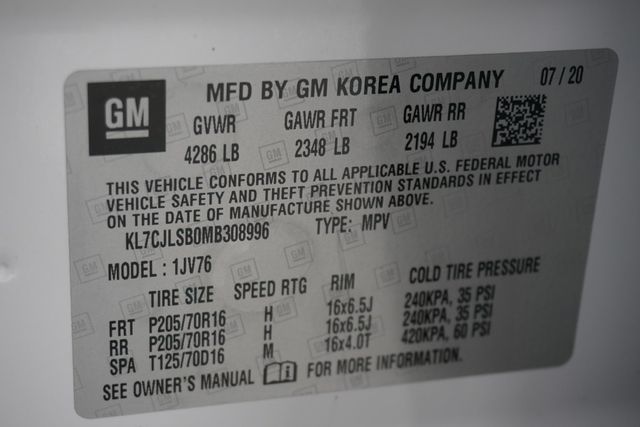 GM
MFD BY GM KOREA COMPANY 07 / 20
GVWR GAWR FRT GAWR RR
4286 LB 2348 LB 2194 LB
THIS VEHICLE CONFORMS TO ALL APPLICABLE U.S. FEDERAL MOTOR
VEHICLE SAFETY AND THEFT PREVENTION STANDARDS IN EFFECT
ON THE DATE OF MANUFACTURE SHOWN ABOVE.
KL7CJLSB0MB308996 TYPE: MPV
MODEL : 1JV76
TIRE SIZE SPEED RTG RIM COLD TIRE PRESSURE
FRT P205/70R16 H 16x6.5J 240KPA, 35 PSI
RR P205/70R16 H 16x6.5J 240KPA, 35 PSI
SPA T125/70D16 M 16x4.0T 420KPA, 60 PSI
SEE OWNER'S MANUAL FOR MORE INFORMATION.